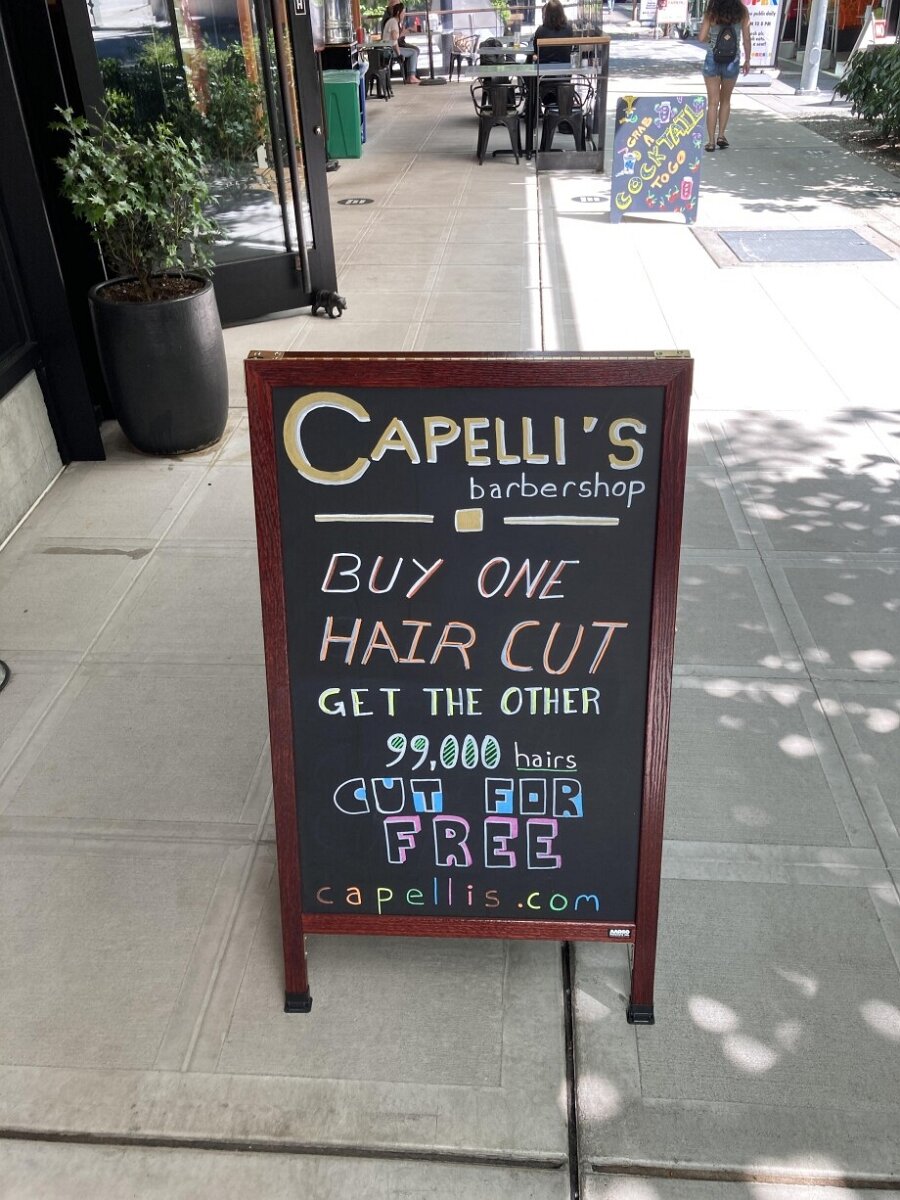 CAPELLI'S
barbershop
BUY ONE
HAIR CUT
GET THE OTHER
99,000 hairs
CUT FOR
FREE
capellis.com
GRAB
A
COCKTAIL
TO GO